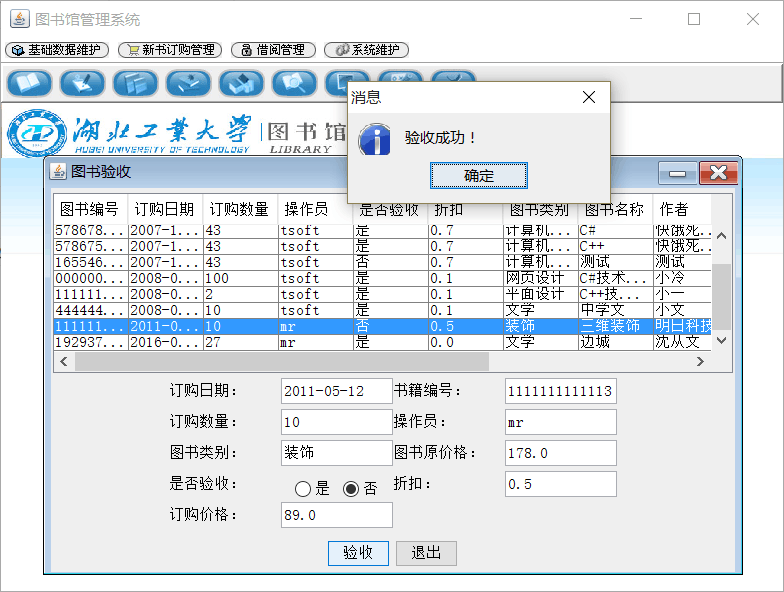 图书馆管理系统
基础数据维护 新书订购管理 借阅管理 系统维护
消息
湖北工业大学 图书馆
HUBEI UNIVERSITY OF TECHNOLOGY LIBRARY
验收成功！
确定
图书验收
图书编号 订购日期 订购数量 操作员 是否验收 折扣 图书类别 图书名称 作者
578678... 2007-1... 43 tsoft 是 0.7 计算机... C# 快饿死...
578675... 2007-1... 43 tsoft 是 0.7 计算机... C++ 快饿死...
165546... 2007-1... 43 tsoft 否 0.7 计算机... 测试 测试
000000... 2008-0... 100 tsoft 是 0.1 网页设计 C#技术... 小冷
111111... 2008-0... 2 tsoft 是 0.1 平面设计 C++技... 小一
444444... 2008-0... 10 tsoft 是 0.1 文学 中学文 小文
111111... 2011-0... 10 mr 否 0.5 装饰 三维装饰 明日科技
192937... 2016-0... 27 mr 是 0.0 文学 边城 沈从文
订购日期： 2011-05-12 书籍编号： 1111111111113
订购数量： 10 操作员： mr
图书类别： 装饰 图书原价格： 178.0
是否验收： 是 否 折扣： 0.5
订购价格： 89.0
验收 退出